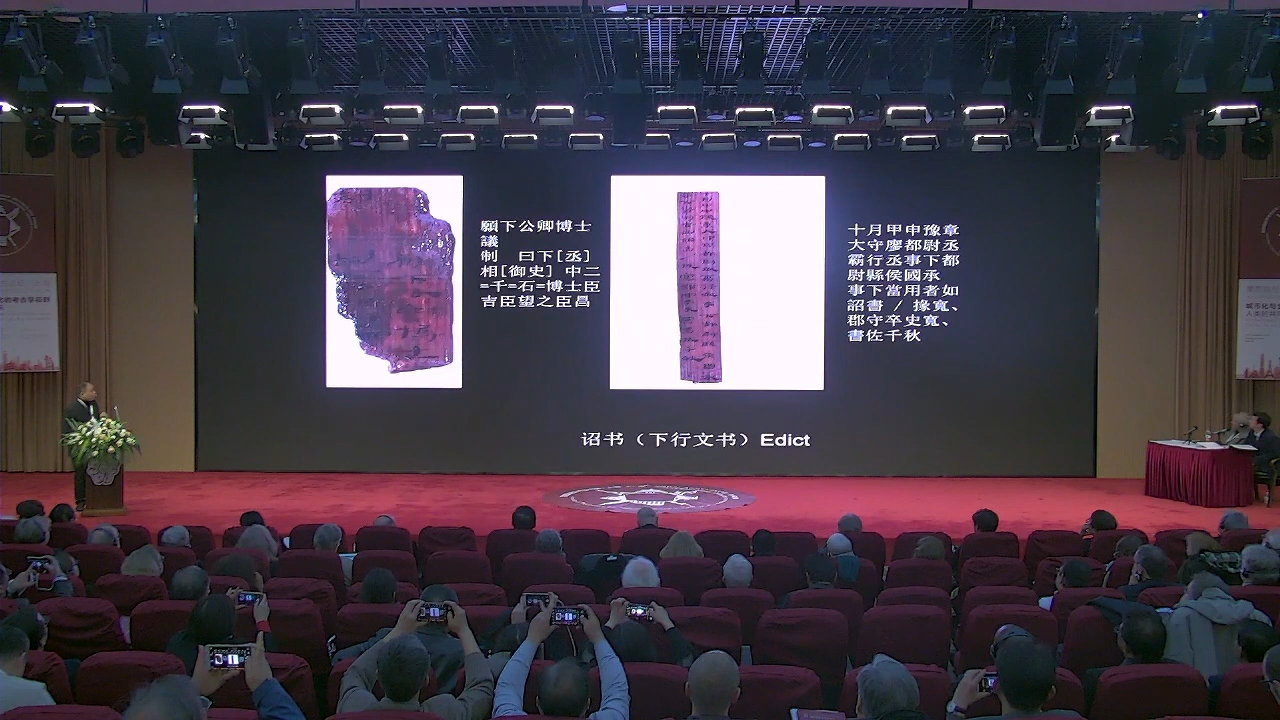 願下公卿博士
議
制　曰下[丞]
相[御史] 中二
=千=石=博士臣
吉臣望之臣昌
十月甲申豫章
大守廖都尉丞
霸行丞事下都
尉縣侯國承
事下當用者如
詔書 / 掾寬、
郡守卒史寬、
書佐千秋
诏书（下行文书）Edict